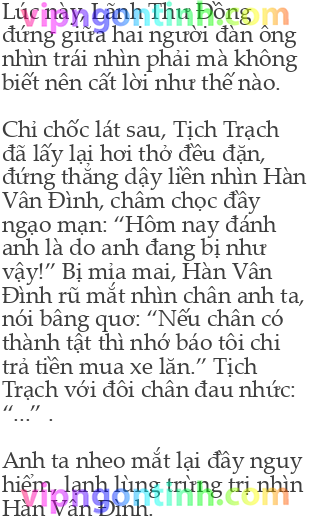 Lúc này, Lãnh Thư Đồng
vipngontinh.com
đứng giữa hai người đàn ông
nhìn trái nhìn phải mà không
biết nên cất lời như thế nào.
Chỉ chốc lát sau, Tịch Trạch
đã lấy lại hơi thở đều đặn,
đứng thẳng dậy liền nhìn Hàn
Vân Đình, châm chọc đầy
ngạo mạn: “Hôm nay đánh
anh là do anh đang bị như
vậy!” Bị mỉa mai, Hàn Vân
Đình rũ mắt nhìn chân anh ta,
nói bâng quơ: “Nếu chân có
thành tật thì nhớ báo tôi chi
trả tiền mua xe lăn.” Tịch
Trạch với đôi chân đau nhức:
“...” .
Anh ta nheo mắt lại đầy nguy
hiểm, lạnh lùng trừng trị nhìn
vipngontinh.com
Hàn Vân Đình.